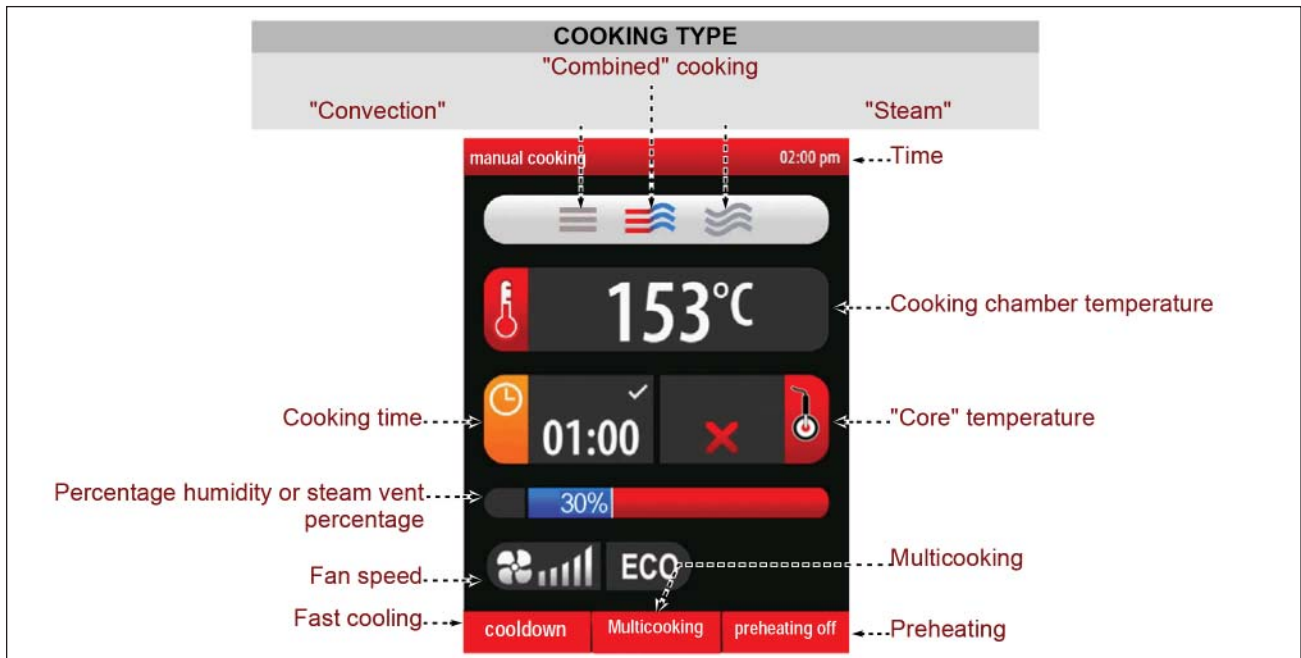 COOKING TYPE
"Combined" cooking
"Convection"
"Steam"
manual cooking
02:00 pm
Time
153°C
Cooking chamber temperature
Cooking time
01:00
"Core" temperature
Percentage humidity or steam vent
percentage
30%
Fan speed
ECO
Multicooking
Fast cooling
cooldown
Multicooking
preheating off
Preheating